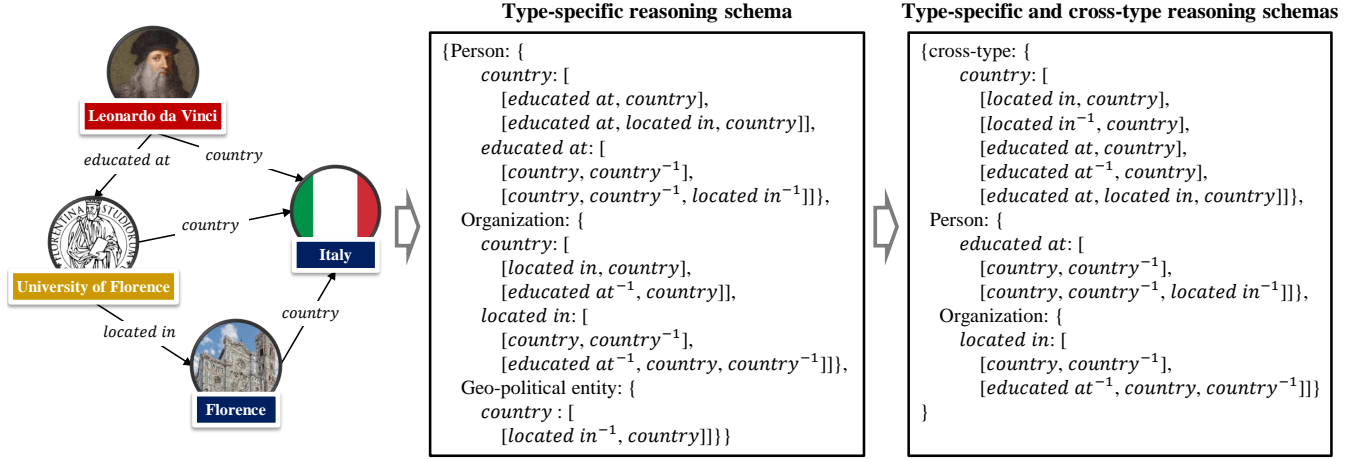 Type-specific reasoning schema
Type-specific and cross-type reasoning schemas
Leonardo da Vinci
educated at
country
FLORENTINA STUDIORUM
country
University of Florence
Italy
located in
country
Florence
{Person: {
country: [
[educated at, country],
[educated at, located in, country]],
educated at: [
[country, country⁻¹],
[country, country⁻¹, located in⁻¹]]},
Organization: {
country: [
[located in, country],
[educated at⁻¹, country]],
located in: [
[country, country⁻¹],
[educated at⁻¹, country, country⁻¹]]},
Geo-political entity: {
country : [
[located in⁻¹, country]]}}
{cross-type: {
country: [
[located in, country],
[located in⁻¹, country],
[educated at, country],
[educated at⁻¹, country],
[educated at, located in, country]]},
Person: {
educated at: [
[country, country⁻¹],
[country, country⁻¹, located in⁻¹]]},
Organization: {
located in: [
[country, country⁻¹],
[educated at⁻¹, country, country⁻¹]]}
}